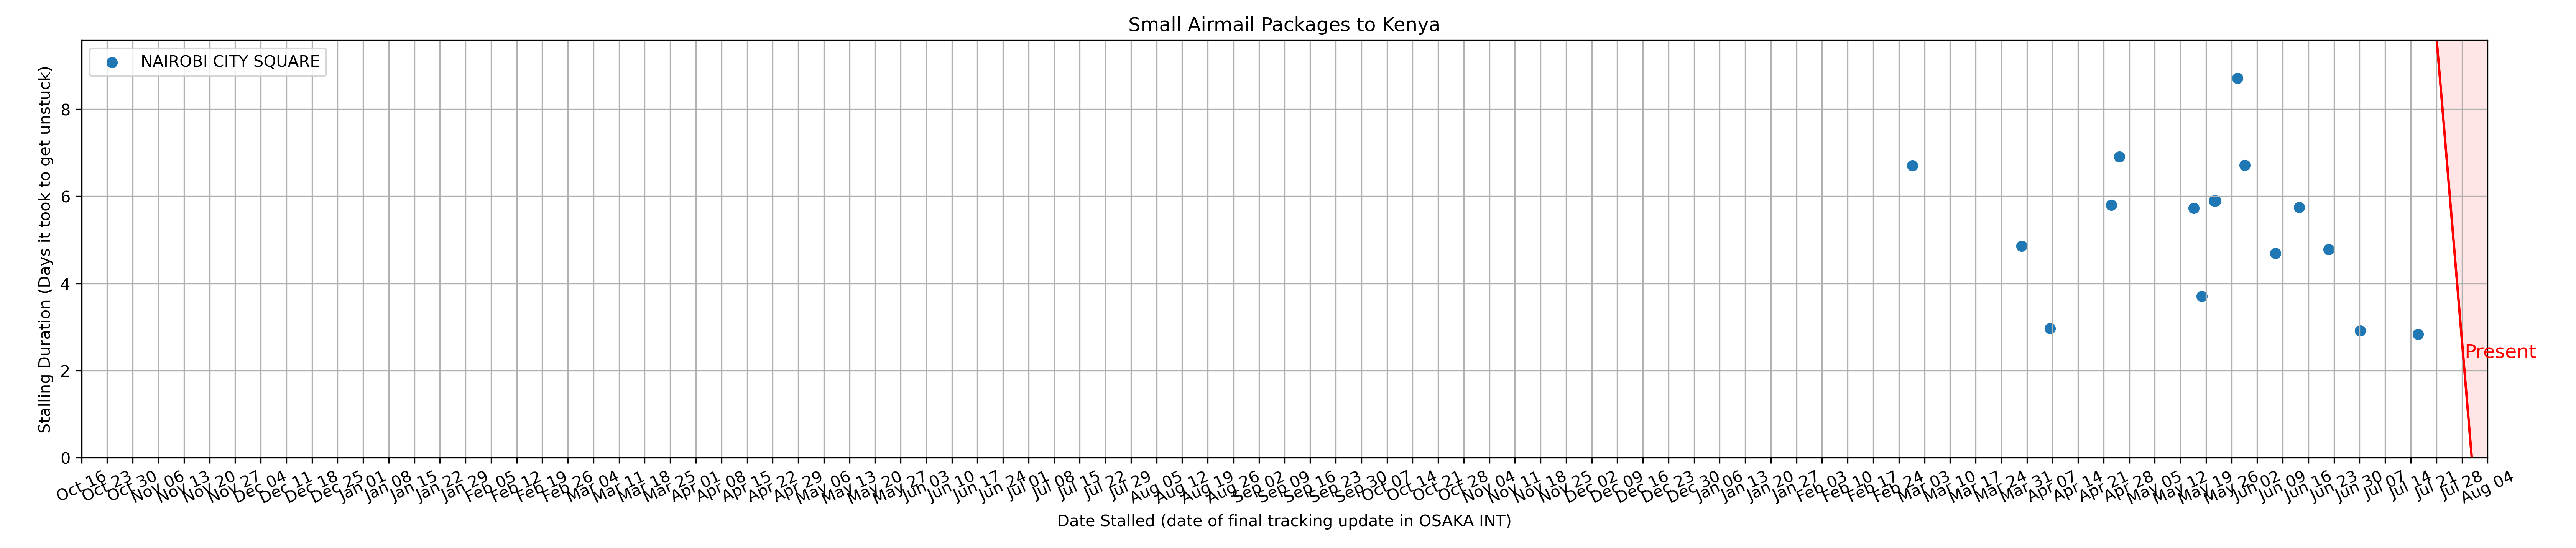 Small Airmail Packages to Kenya
NAIROBI CITY SQUARE
Stalling Duration (Days it took to get unstuck)
8
6
4
2
0
Present
Oct 16
Oct 23
Oct 30
Nov 06
Nov 13
Nov 20
Nov 27
Dec 04
Dec 11
Dec 18
Dec 25
Jan 01
Jan 08
Jan 15
Jan 22
Jan 29
Feb 05
Feb 12
Feb 19
Feb 26
Mar 04
Mar 11
Mar 18
Mar 25
Apr 01
Apr 08
Apr 15
Apr 22
Apr 29
May 06
May 13
May 20
May 27
Jun 03
Jun 10
Jun 17
Jun 24
Jul 01
Jul 08
Jul 15
Jul 22
Jul 29
Aug 05
Aug 12
Aug 19
Aug 26
Sep 02
Sep 09
Sep 16
Sep 23
Sep 30
Oct 07
Oct 14
Oct 21
Oct 28
Nov 04
Nov 11
Nov 18
Nov 25
Dec 02
Dec 09
Dec 16
Dec 23
Dec 30
Jan 06
Jan 13
Jan 20
Jan 27
Feb 03
Feb 10
Feb 17
Feb 24
Mar 03
Mar 10
Mar 17
Mar 24
Mar 31
Apr 07
Apr 14
Apr 21
Apr 28
May 05
May 12
May 19
May 26
Jun 02
Jun 09
Jun 16
Jun 23
Jun 30
Jul 07
Jul 14
Jul 21
Jul 28
Aug 04
Date Stalled (date of final tracking update in OSAKA INT)